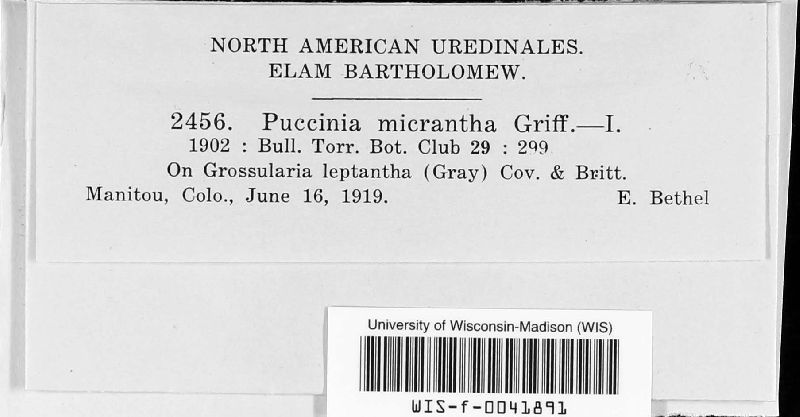 NORTH AMERICAN UREDINALES.
ELAM BARTHOLOMEW.
2456. Puccinia micrantha Griff.—I.
1902 : Bull. Torr. Bot. Club 29 : 299
On Grossularia leptantha (Gray) Cov. & Britt.
Manitou, Colo., June 16, 1919. E. Bethel
University of Wisconsin-Madison (WIS)
WIS-f-0041891